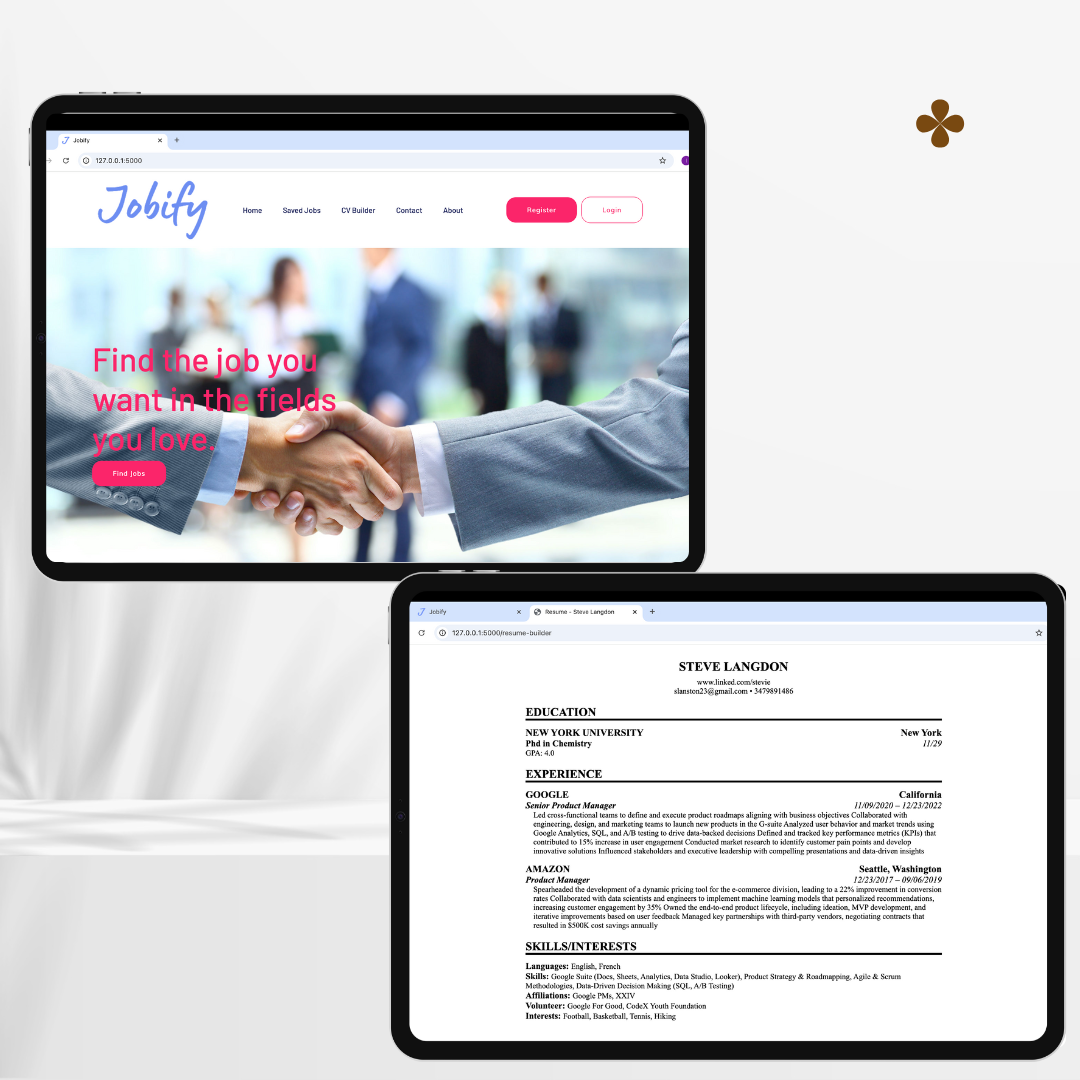 Jobify
127.0.0.1:5000
Jobify
Home Saved Jobs CV Builder Contact About
Register Login
Find the job you
want in the fields
you love.
Find Jobs
Jobify Resume - Steve Langdon
127.0.0.1:5000/resume-builder
STEVE LANGDON
www.linked.com/stevie
slanston23@gmail.com • 3479891486
EDUCATION
NEW YORK UNIVERSITY New York
Phd in Chemistry 11/29
GPA: 4.0
EXPERIENCE
GOOGLE California
Senior Product Manager 11/09/2020 – 12/23/2022
Led cross-functional teams to define and execute product roadmaps aligning with business objectives Collaborated with
engineering, design, and marketing teams to launch new products in the G-suite Analyzed user behavior and market trends using
Google Analytics, SQL, and A/B testing to drive data-backed decisions Defined and tracked key performance metrics (KPIs) that
contributed to 15% increase in user engagement Conducted market research to identify customer pain points and develop
innovative solutions Influenced stakeholders and executive leadership with compelling presentations and data-driven insights
AMAZON Seattle, Washington
Product Manager 12/23/2017 – 09/06/2019
Spearheaded the development of a dynamic pricing tool for the e-commerce division, leading to a 22% improvement in conversion
rates Collaborated with data scientists and engineers to implement machine learning models that personalized recommendations,
increasing customer engagement by 35% Owned the end-to-end product lifecycle, including ideation, MVP development, and
iterative improvements based on user feedback Managed key partnerships with third-party vendors, negotiating contracts that
resulted in $500K cost savings annually
SKILLS/INTERESTS
Languages: English, French
Skills: Google Suite (Docs, Sheets, Analytics, Data Studio, Looker), Product Strategy & Roadmapping, Agile & Scrum
Methodologies, Data-Driven Decision Making (SQL, A/B Testing)
Affiliations: Google PMs, XXIV
Volunteer: Google For Good, CodeX Youth Foundation
Interests: Football, Basketball, Tennis, Hiking